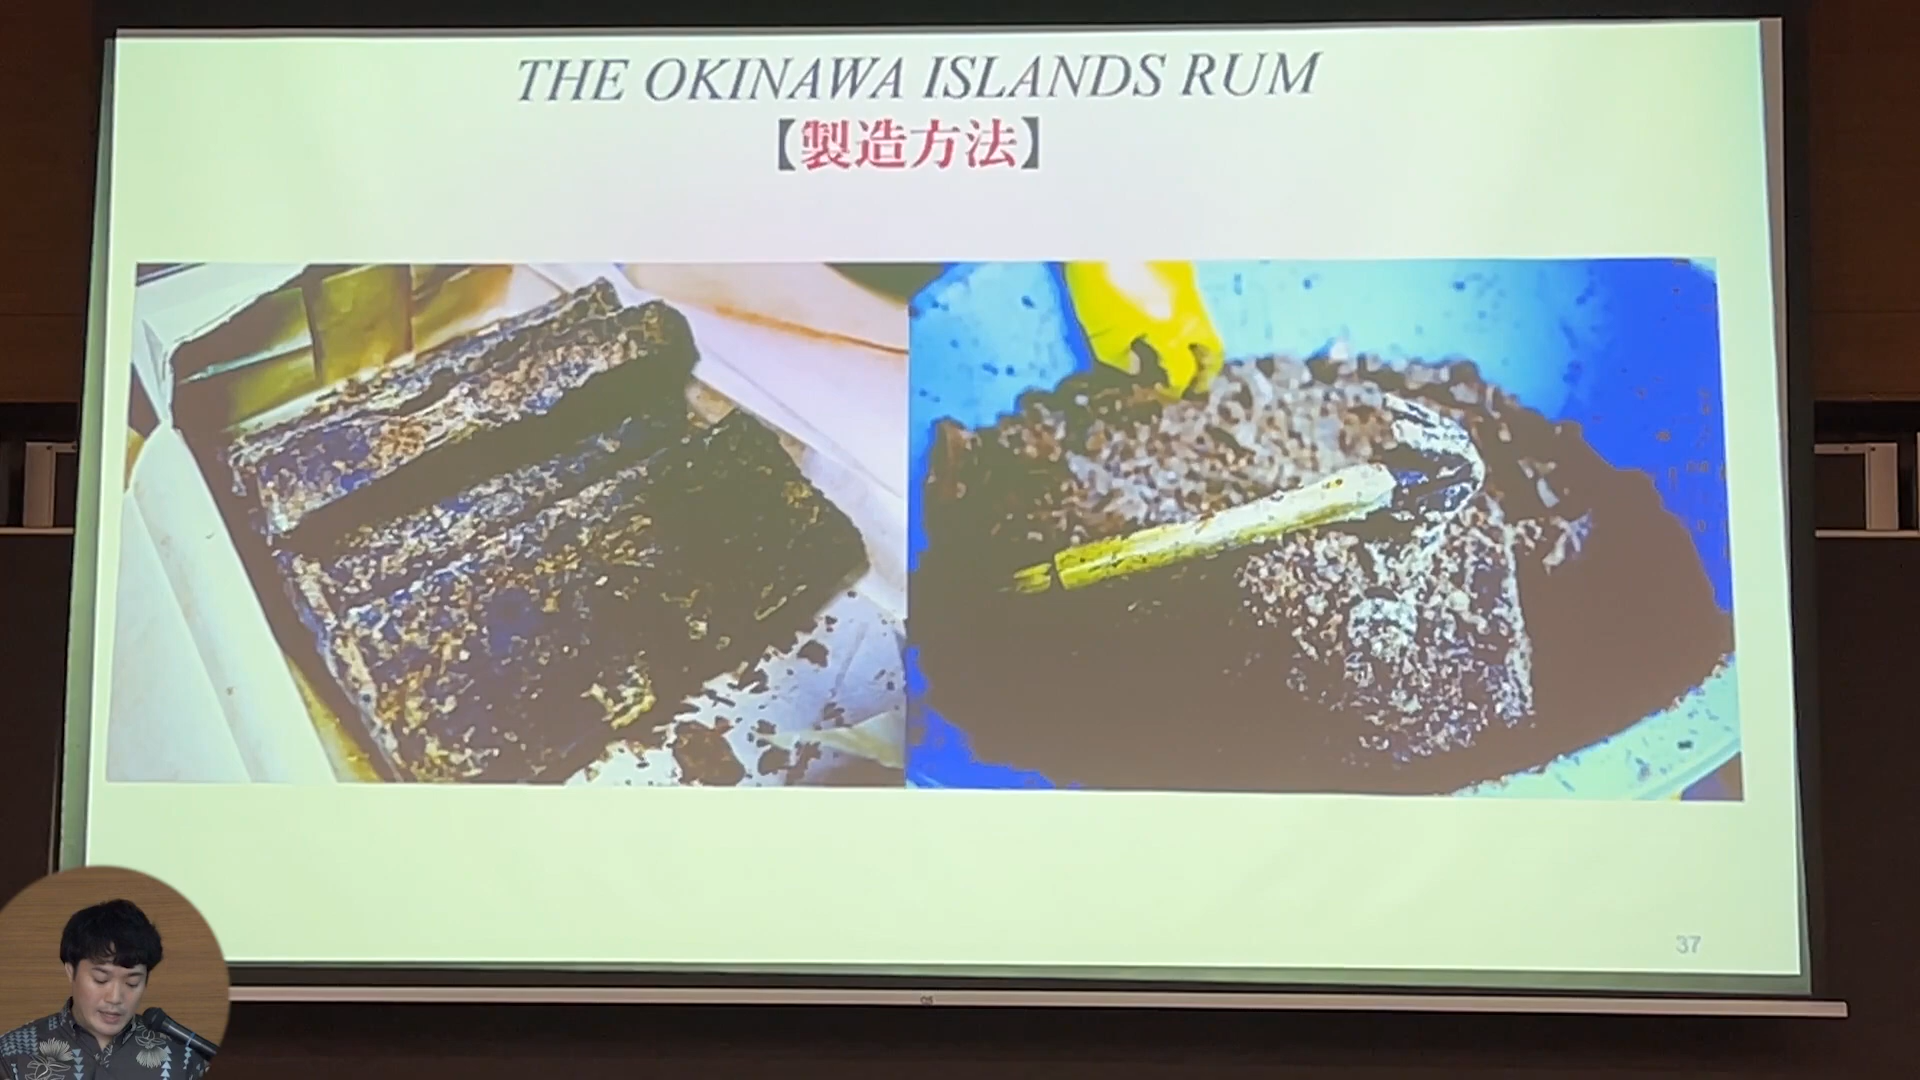 THE OKINAWA ISLANDS RUM
【製造方法】
37